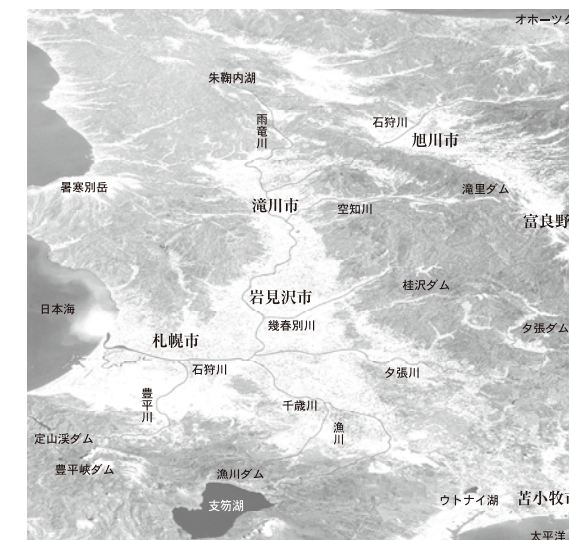 オホーツク
朱鞠内湖
雨竜川
石狩川
旭川市
暑寒別岳
滝里ダム
滝川市
空知川
富良野
桂沢ダム
岩見沢市
日本海
幾春別川
夕張ダム
札幌市
石狩川
夕張川
豊平川
千歳川
漁川
定山渓ダム
豊平峡ダム
漁川ダム
支笏湖
ウトナイ湖
苫小牧市
太平洋